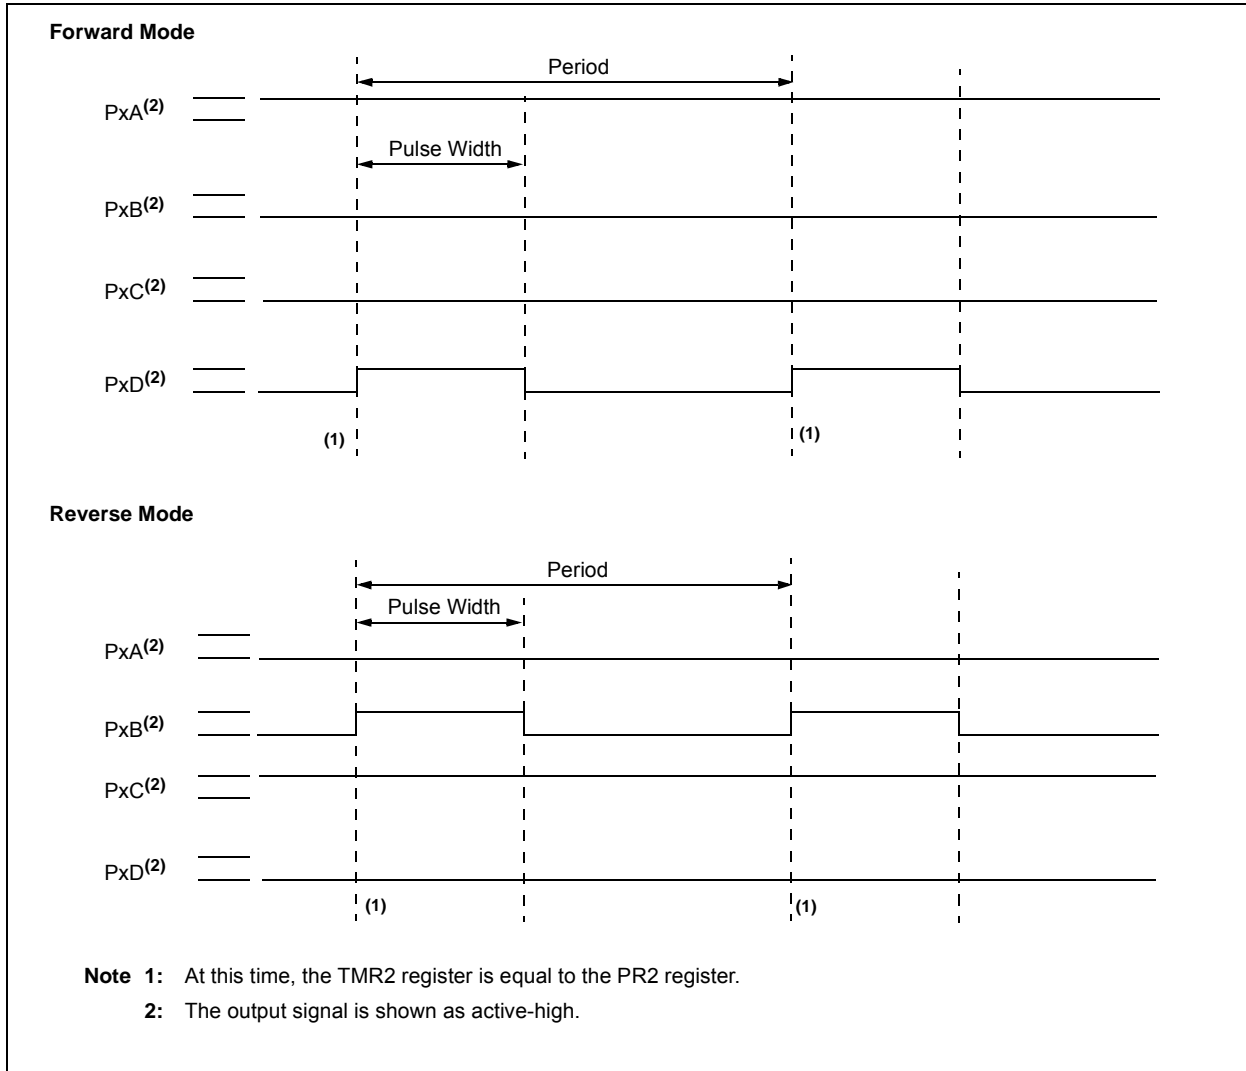 Forward Mode
Period
PxA(2)
Pulse Width
PxB(2)
PxC(2)
PxD(2)
(1) (1)
Reverse Mode
Period
Pulse Width
PxA(2)
PxB(2)
PxC(2)
PxD(2)
(1) (1)
Note 1: At this time, the TMR2 register is equal to the PR2 register.
2: The output signal is shown as active-high.